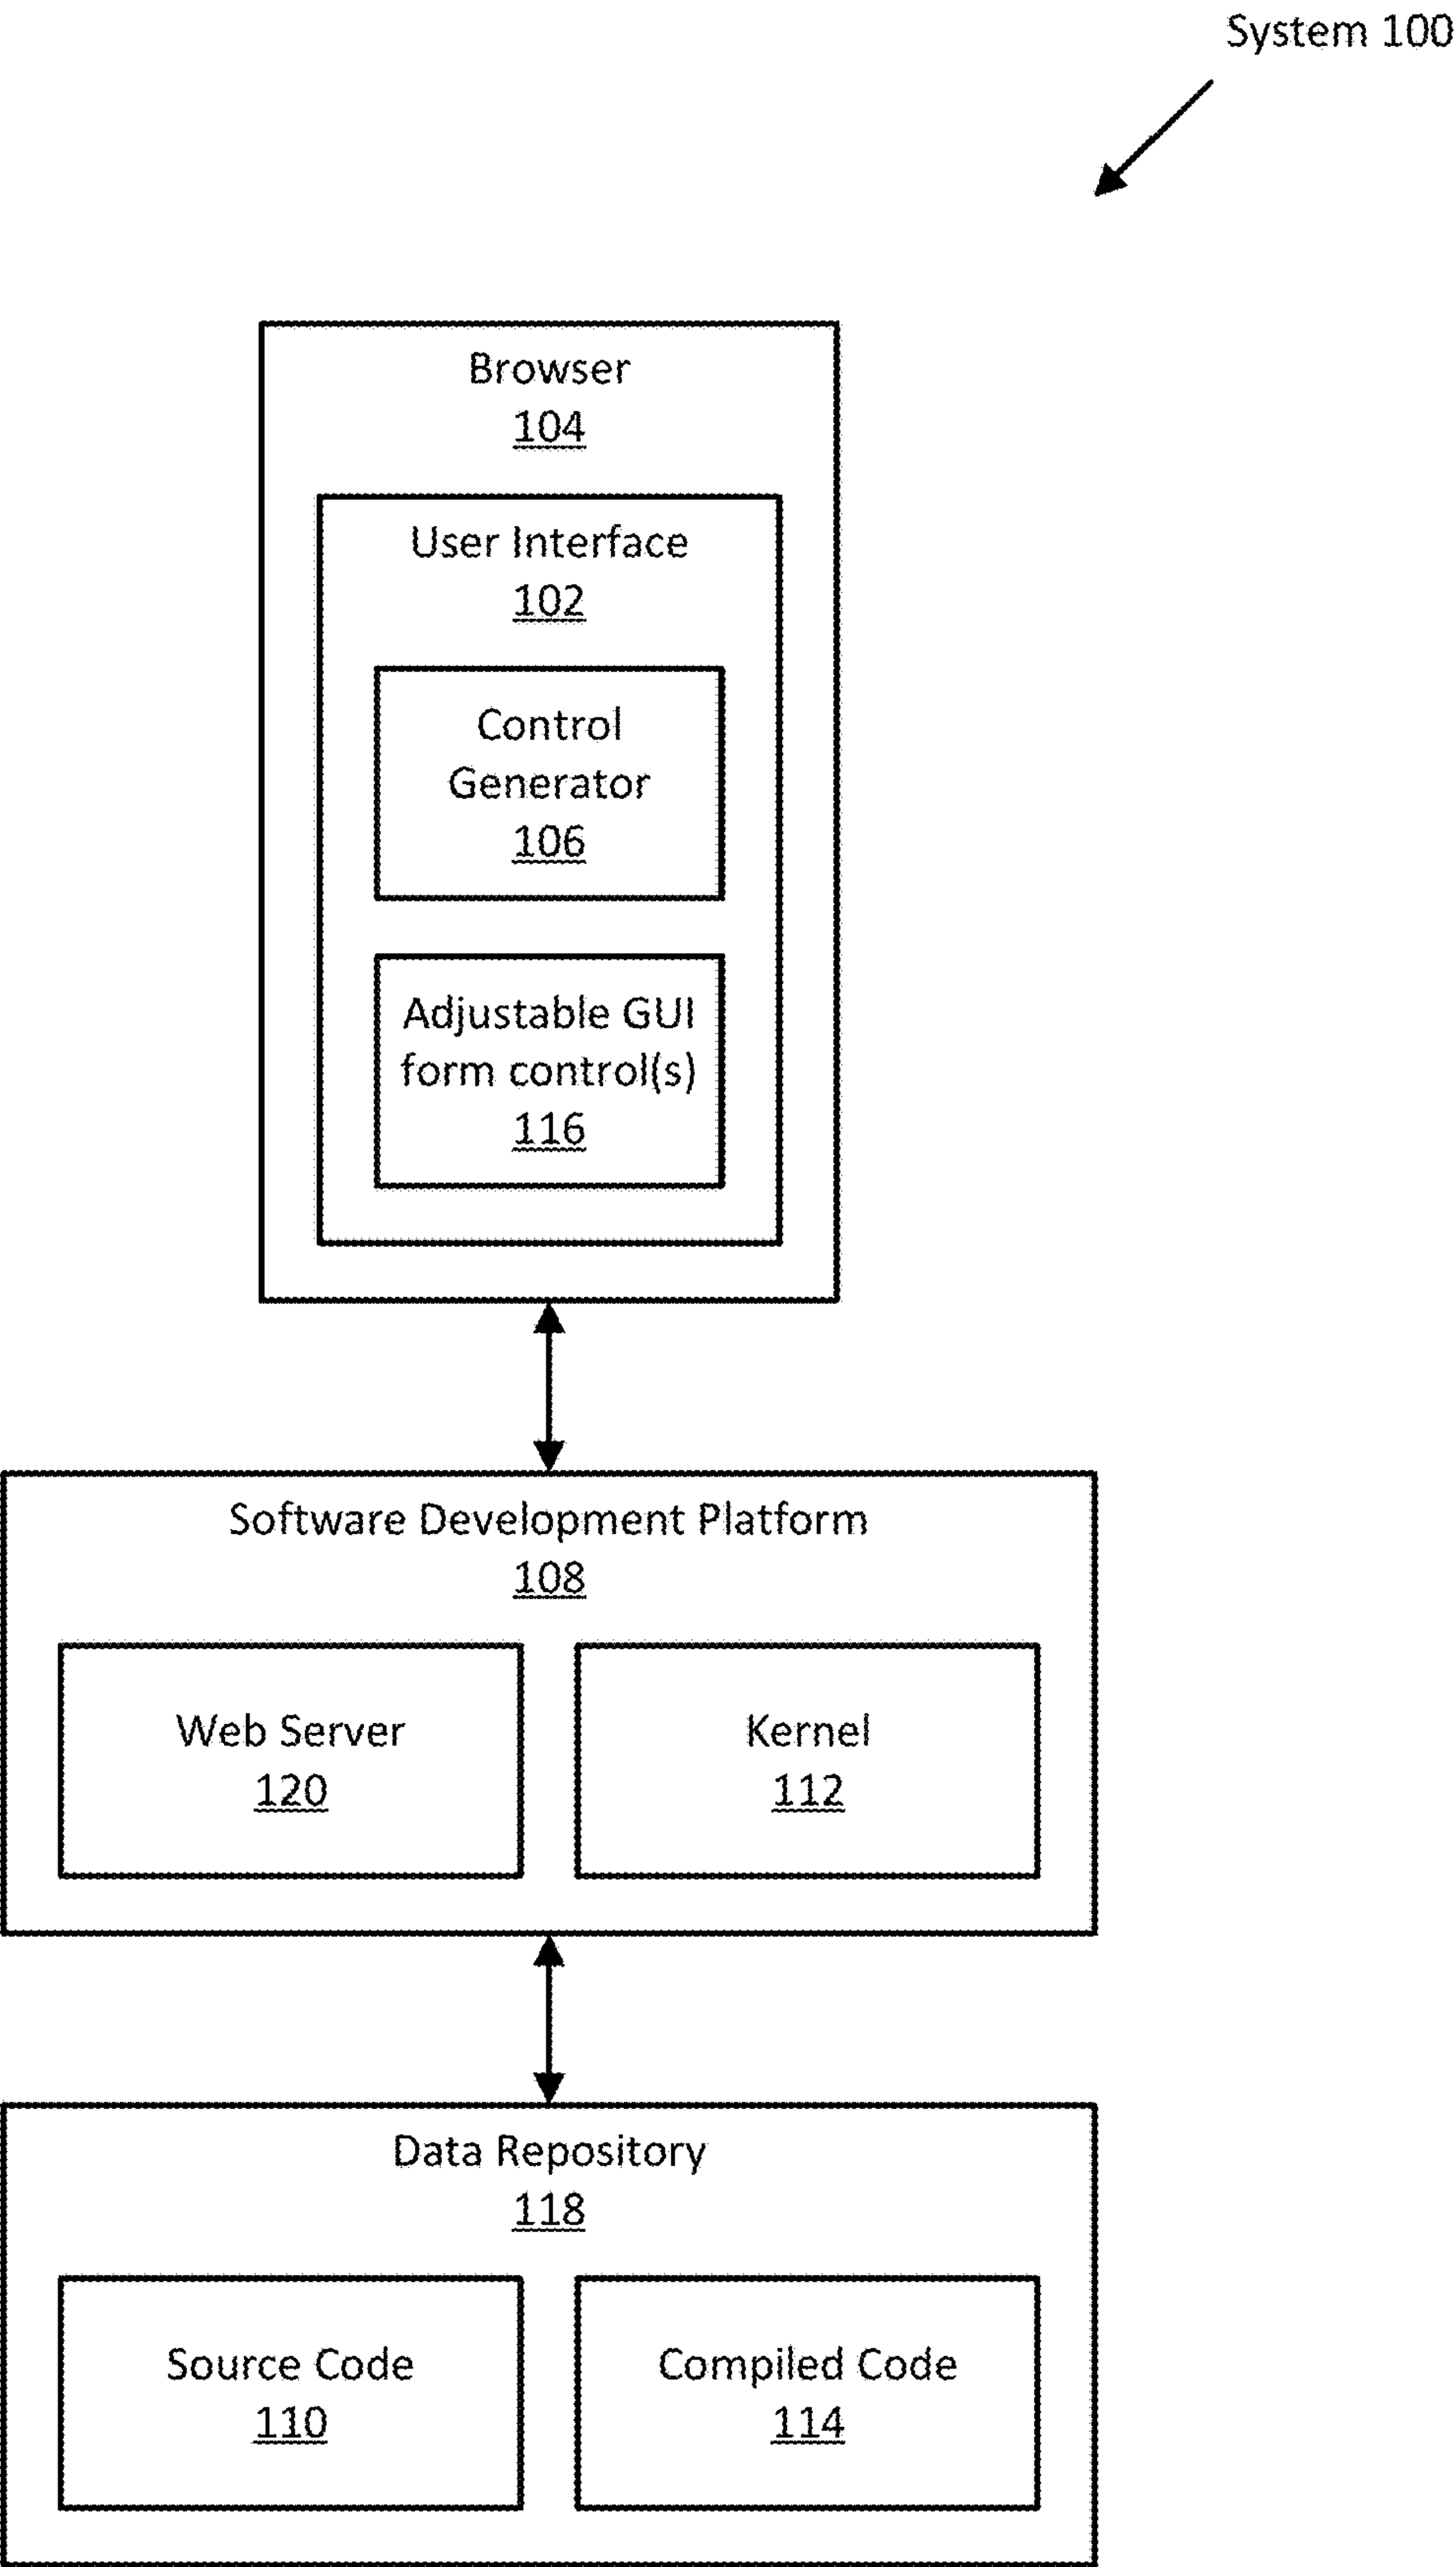 System 100
Browser
104
User Interface
102
Control
Generator
106
Adjustable GUI
form control(s)
116
Software Development Platform
108
Web Server
120
Kernel
112
Data Repository
118
Source Code
110
Compiled Code
114